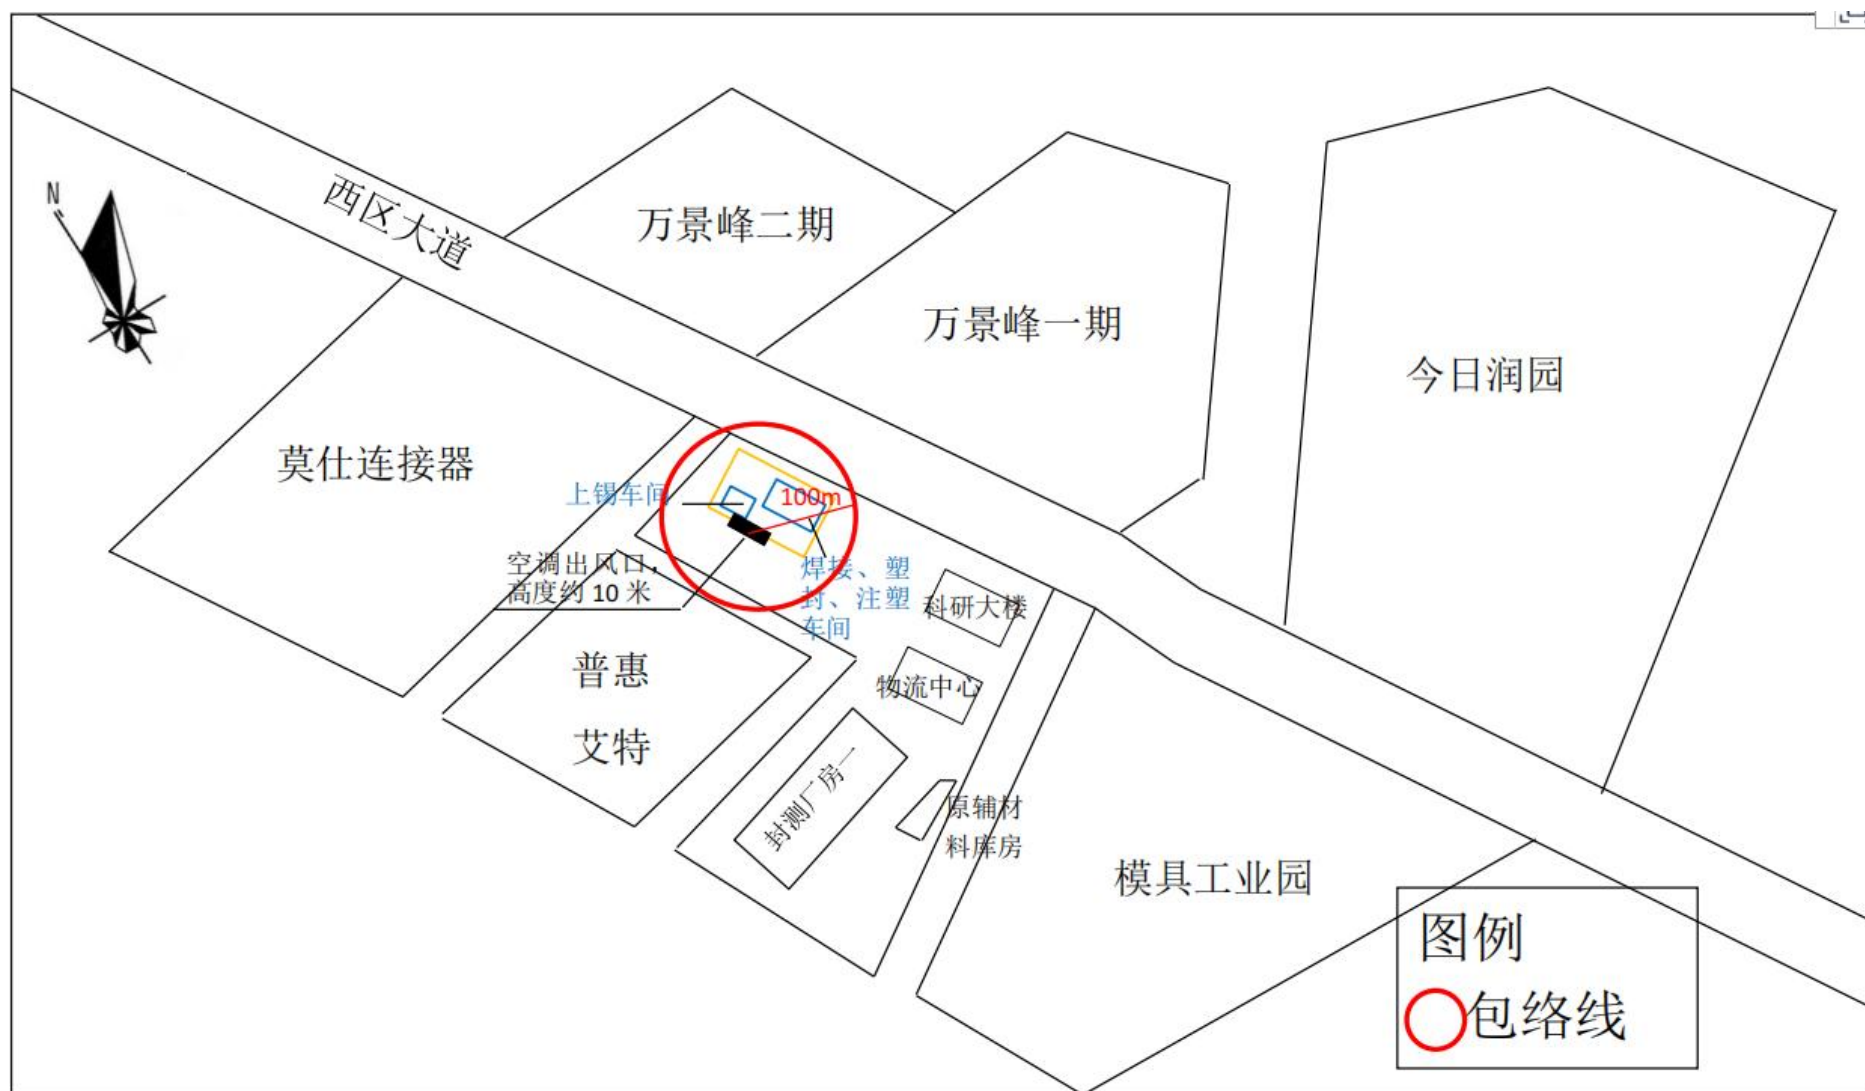 N
西区大道
万景峰二期
万景峰一期
今日润园
莫仕连接器
上锡车间
100m
空调出风口，
高度约 10 米
焊接、塑
封、注塑
车间
科研大楼
普惠
艾特
物流中心
封测厂房一
原辅材
料库房
模具工业园
图例
包络线